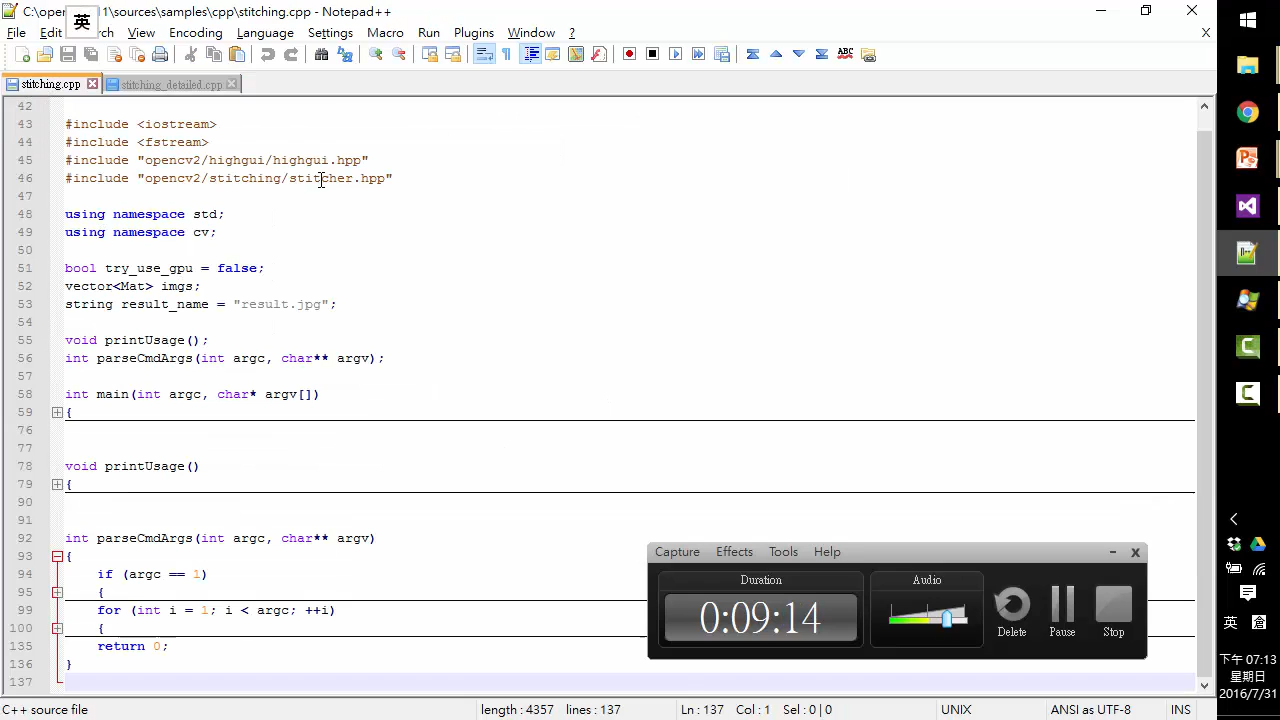 C:\open 11\sources\samples\cpp\stitching.cpp - Notepad++
英
File Edit rch View Encoding Language Settings Macro Run Plugins Window ? X
stitching.cpp stitching_detailed.cpp
42
43 #include <iostream>
44 #include <fstream>
45 #include "opencv2/highgui/highgui.hpp"
46 #include "opencv2/stitching/stitcher.hpp"
47
48 using namespace std;
49 using namespace cv;
50
51 bool try_use_gpu = false;
52 vector<Mat> imgs;
53 string result_name = "result.jpg";
54
55 void printUsage();
56 int parseCmdArgs(int argc, char** argv);
57
58 int main(int argc, char* argv[])
59 {
76
77
78 void printUsage()
79 {
90
91
92 int parseCmdArgs(int argc, char** argv)
93 {
94 if (argc == 1)
95 {
99 for (int i = 1; i < argc; ++i)
100 {
135 return 0;
136 }
137
Capture Effects Tools Help
Duration
0:09:14
Audio
Delete Pause Stop
C++ source file length : 4357 lines : 137 Ln : 137 Col : 1 Sel : 0 | 0 UNIX ANSI as UTF-8 INS
英 倉
下午 07:13
星期日
2016/7/31